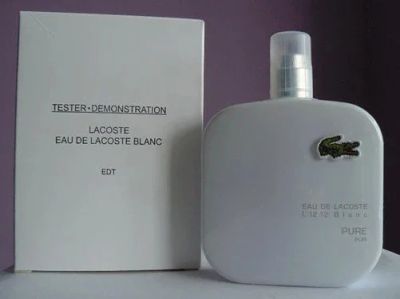 TESTER • DEMONSTRATION
LACOSTE
EAU DE LACOSTE BLANC
EDT
EAU DE LACOSTE
L.12.12 Blanc
PURE